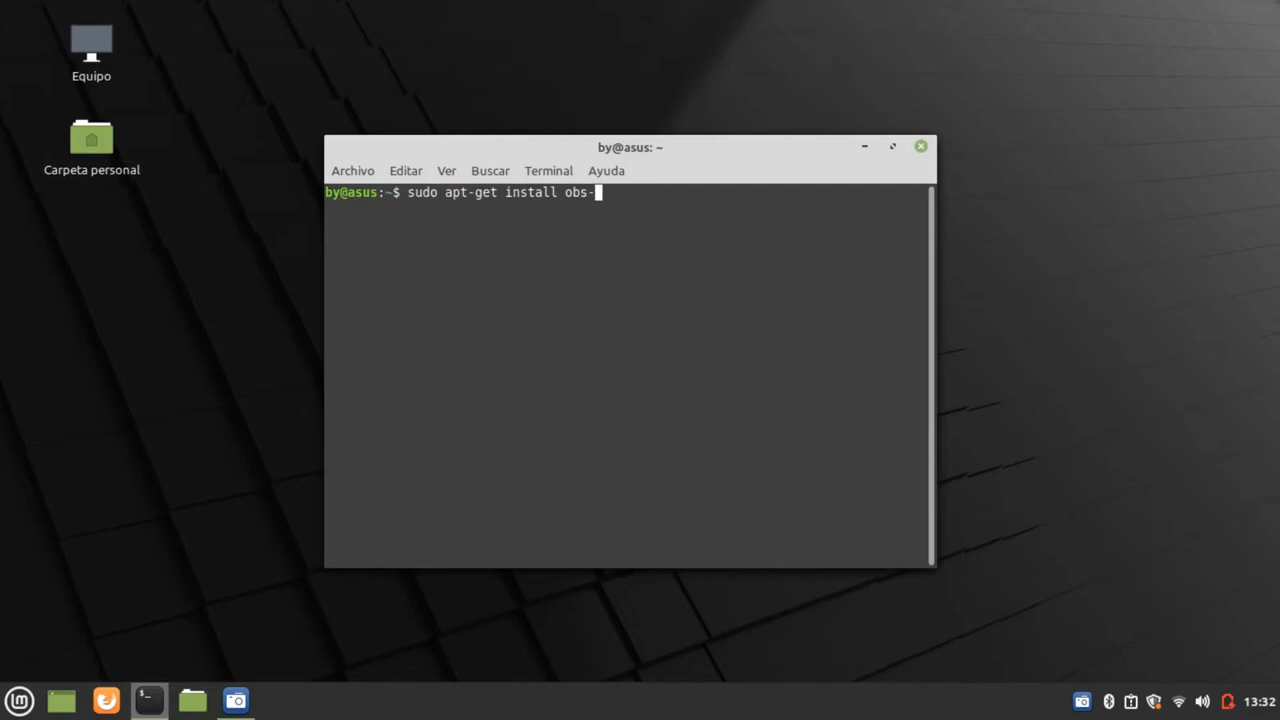 Equipo
Carpeta personal
by@asus: ~
Archivo Editar Ver Buscar Terminal Ayuda
by@asus:~$ sudo apt-get install obs-
13:32